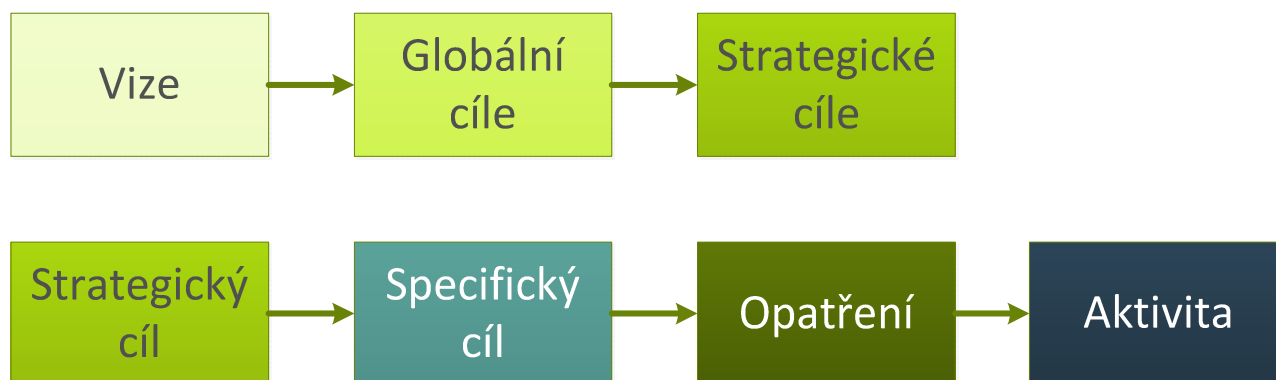 Vize
Globální
cíle
Strategické
cíle
Strategický
cíl
Specifický
cíl
Opatření
Aktivita